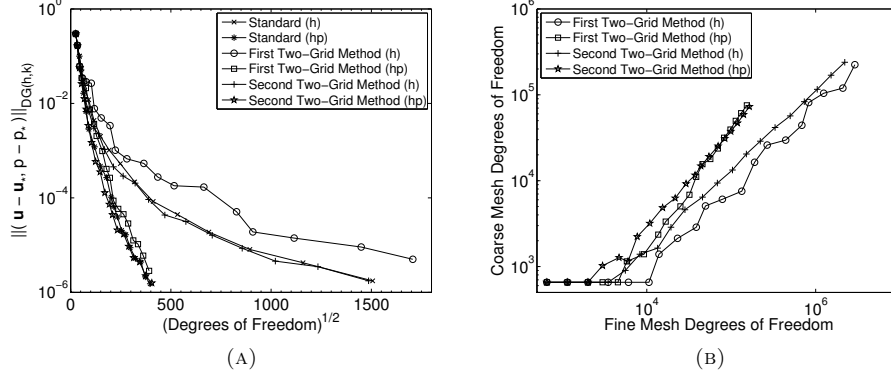 10^0
10^-2
10^-4
10^-6
0
500
1000
1500
||( u − u_*, p − p_* )||_DG(h,k)
(Degrees of Freedom)^1/2
Standard (h)
Standard (hp)
First Two-Grid Method (h)
First Two-Grid Method (hp)
Second Two-Grid Method (h)
Second Two-Grid Method (hp)
(A)
10^6
10^5
10^4
10^3
10^4
10^6
Coarse Mesh Degrees of Freedom
Fine Mesh Degrees of Freedom
First Two-Grid Method (h)
First Two-Grid Method (hp)
Second Two-Grid Method (h)
Second Two-Grid Method (hp)
(B)